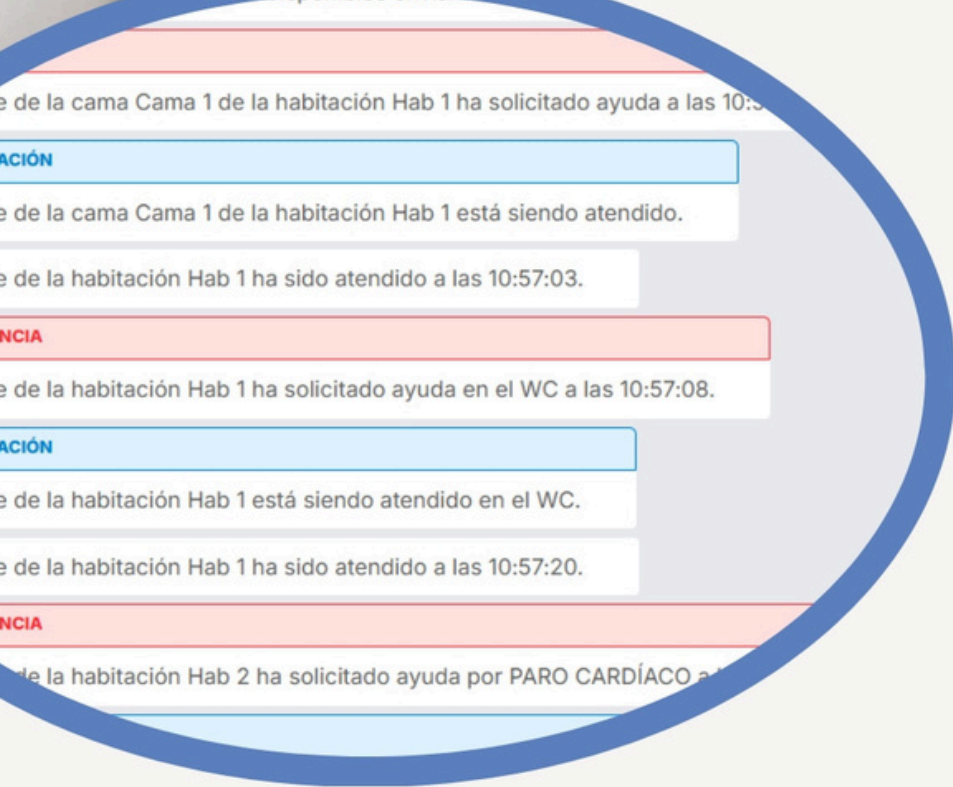 e de la cama Cama 1 de la habitación Hab 1 ha solicitado ayuda a las
ACIÓN
e de la cama Cama 1 de la habitación Hab 1 está siendo atendido.
e de la habitación Hab 1 ha sido atendido a las 10:57:03.
NCIA
e de la habitación Hab 1 ha solicitado ayuda en el WC a las 10:57:08.
ACIÓN
e de la habitación Hab 1 está siendo atendido en el WC.
e de la habitación Hab 1 ha sido atendido a las 10:57:20.
NCIA
de la habitación Hab 2 ha solicitado ayuda por PARO CARDÍACO a